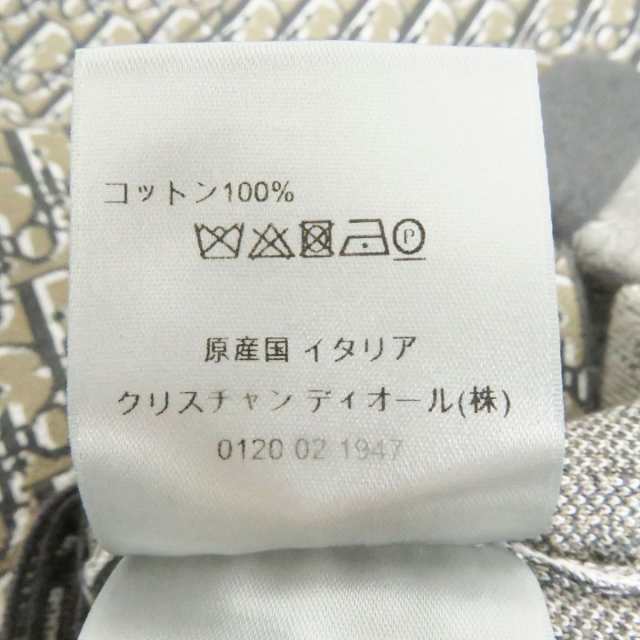 コットン100%
P
原産国 イタリア
クリスチャン ディオール(株)
0120 02 1947